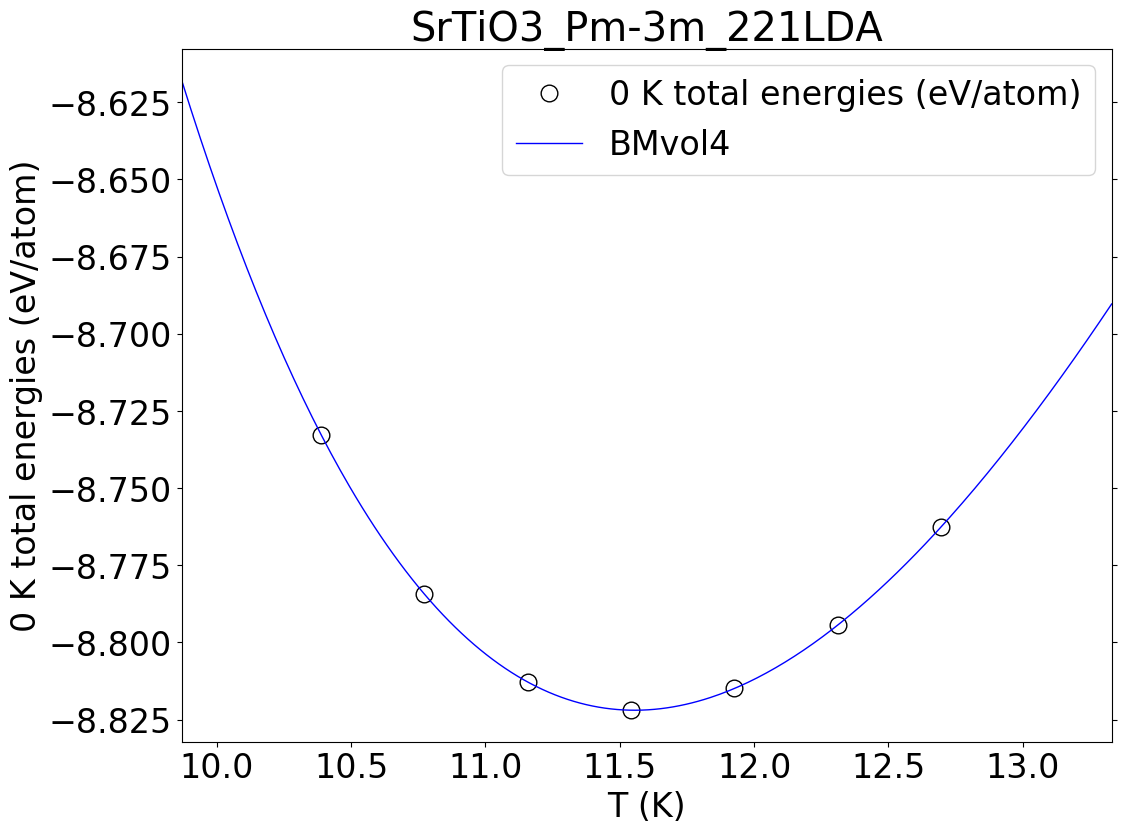 SrTiO3_Pm-3m_221LDA
0 K total energies (eV/atom)
BMvol4
0 K total energies (eV/atom)
−8.625
−8.650
−8.675
−8.700
−8.725
−8.750
−8.775
−8.800
−8.825
10.0 10.5 11.0 11.5 12.0 12.5 13.0
T (K)